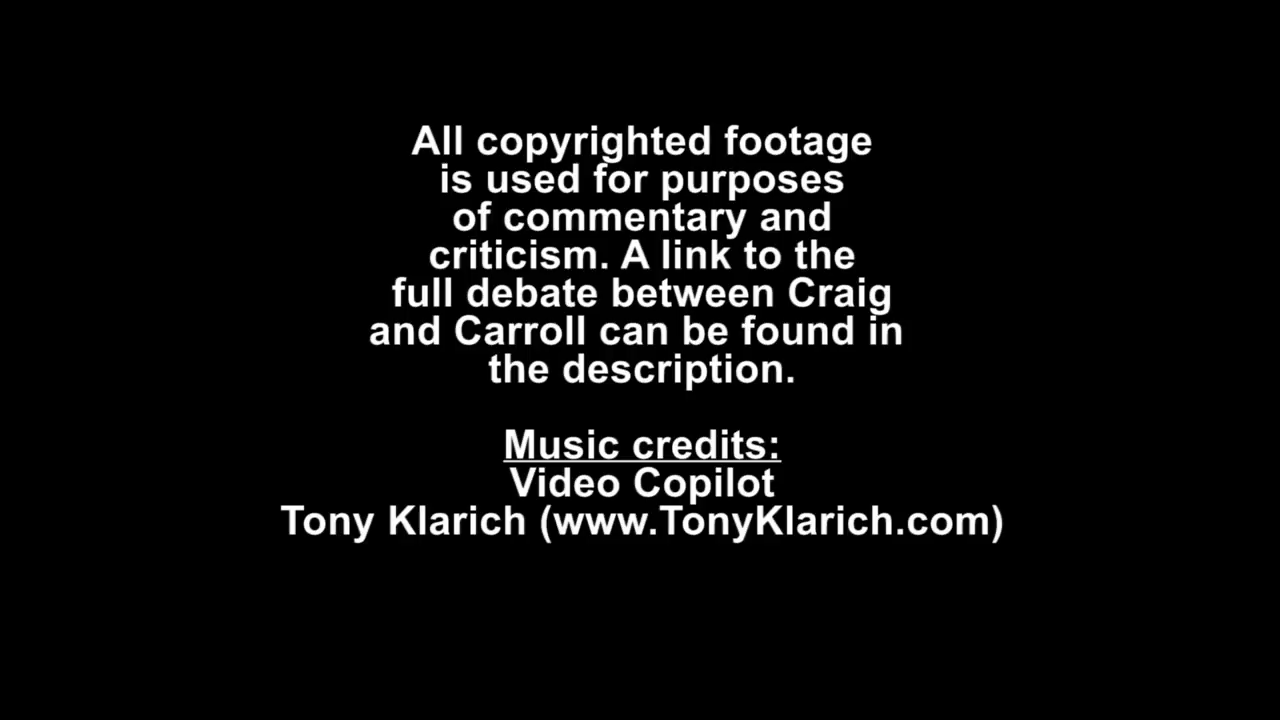 All copyrighted footage
is used for purposes
of commentary and
criticism. A link to the
full debate between Craig
and Carroll can be found in
the description.
Music credits:
Video Copilot
Tony Klarich (www.TonyKlarich.com)